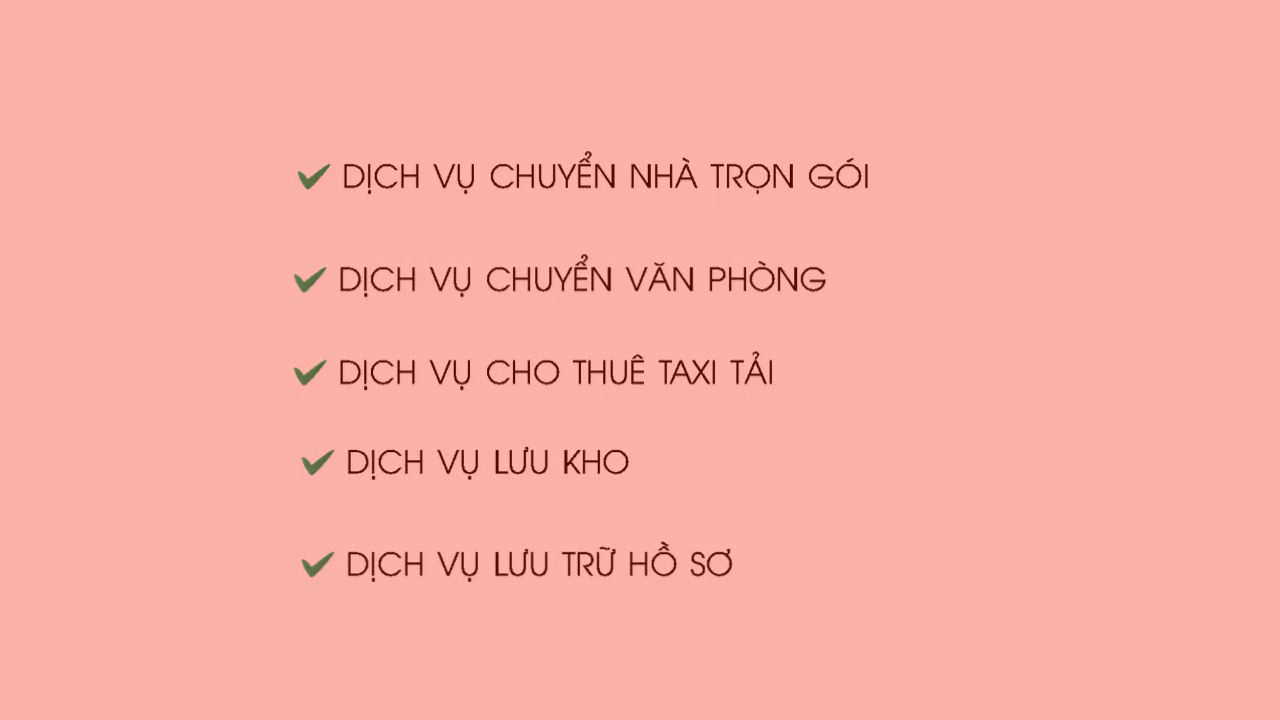 DỊCH VỤ CHUYỂN NHÀ TRỌN GÓI
DỊCH VỤ CHUYỂN VĂN PHÒNG
DỊCH VỤ CHO THUÊ TAXI TẢI
DỊCH VỤ LƯU KHO
DỊCH VỤ LƯU TRỮ HỒ SƠ